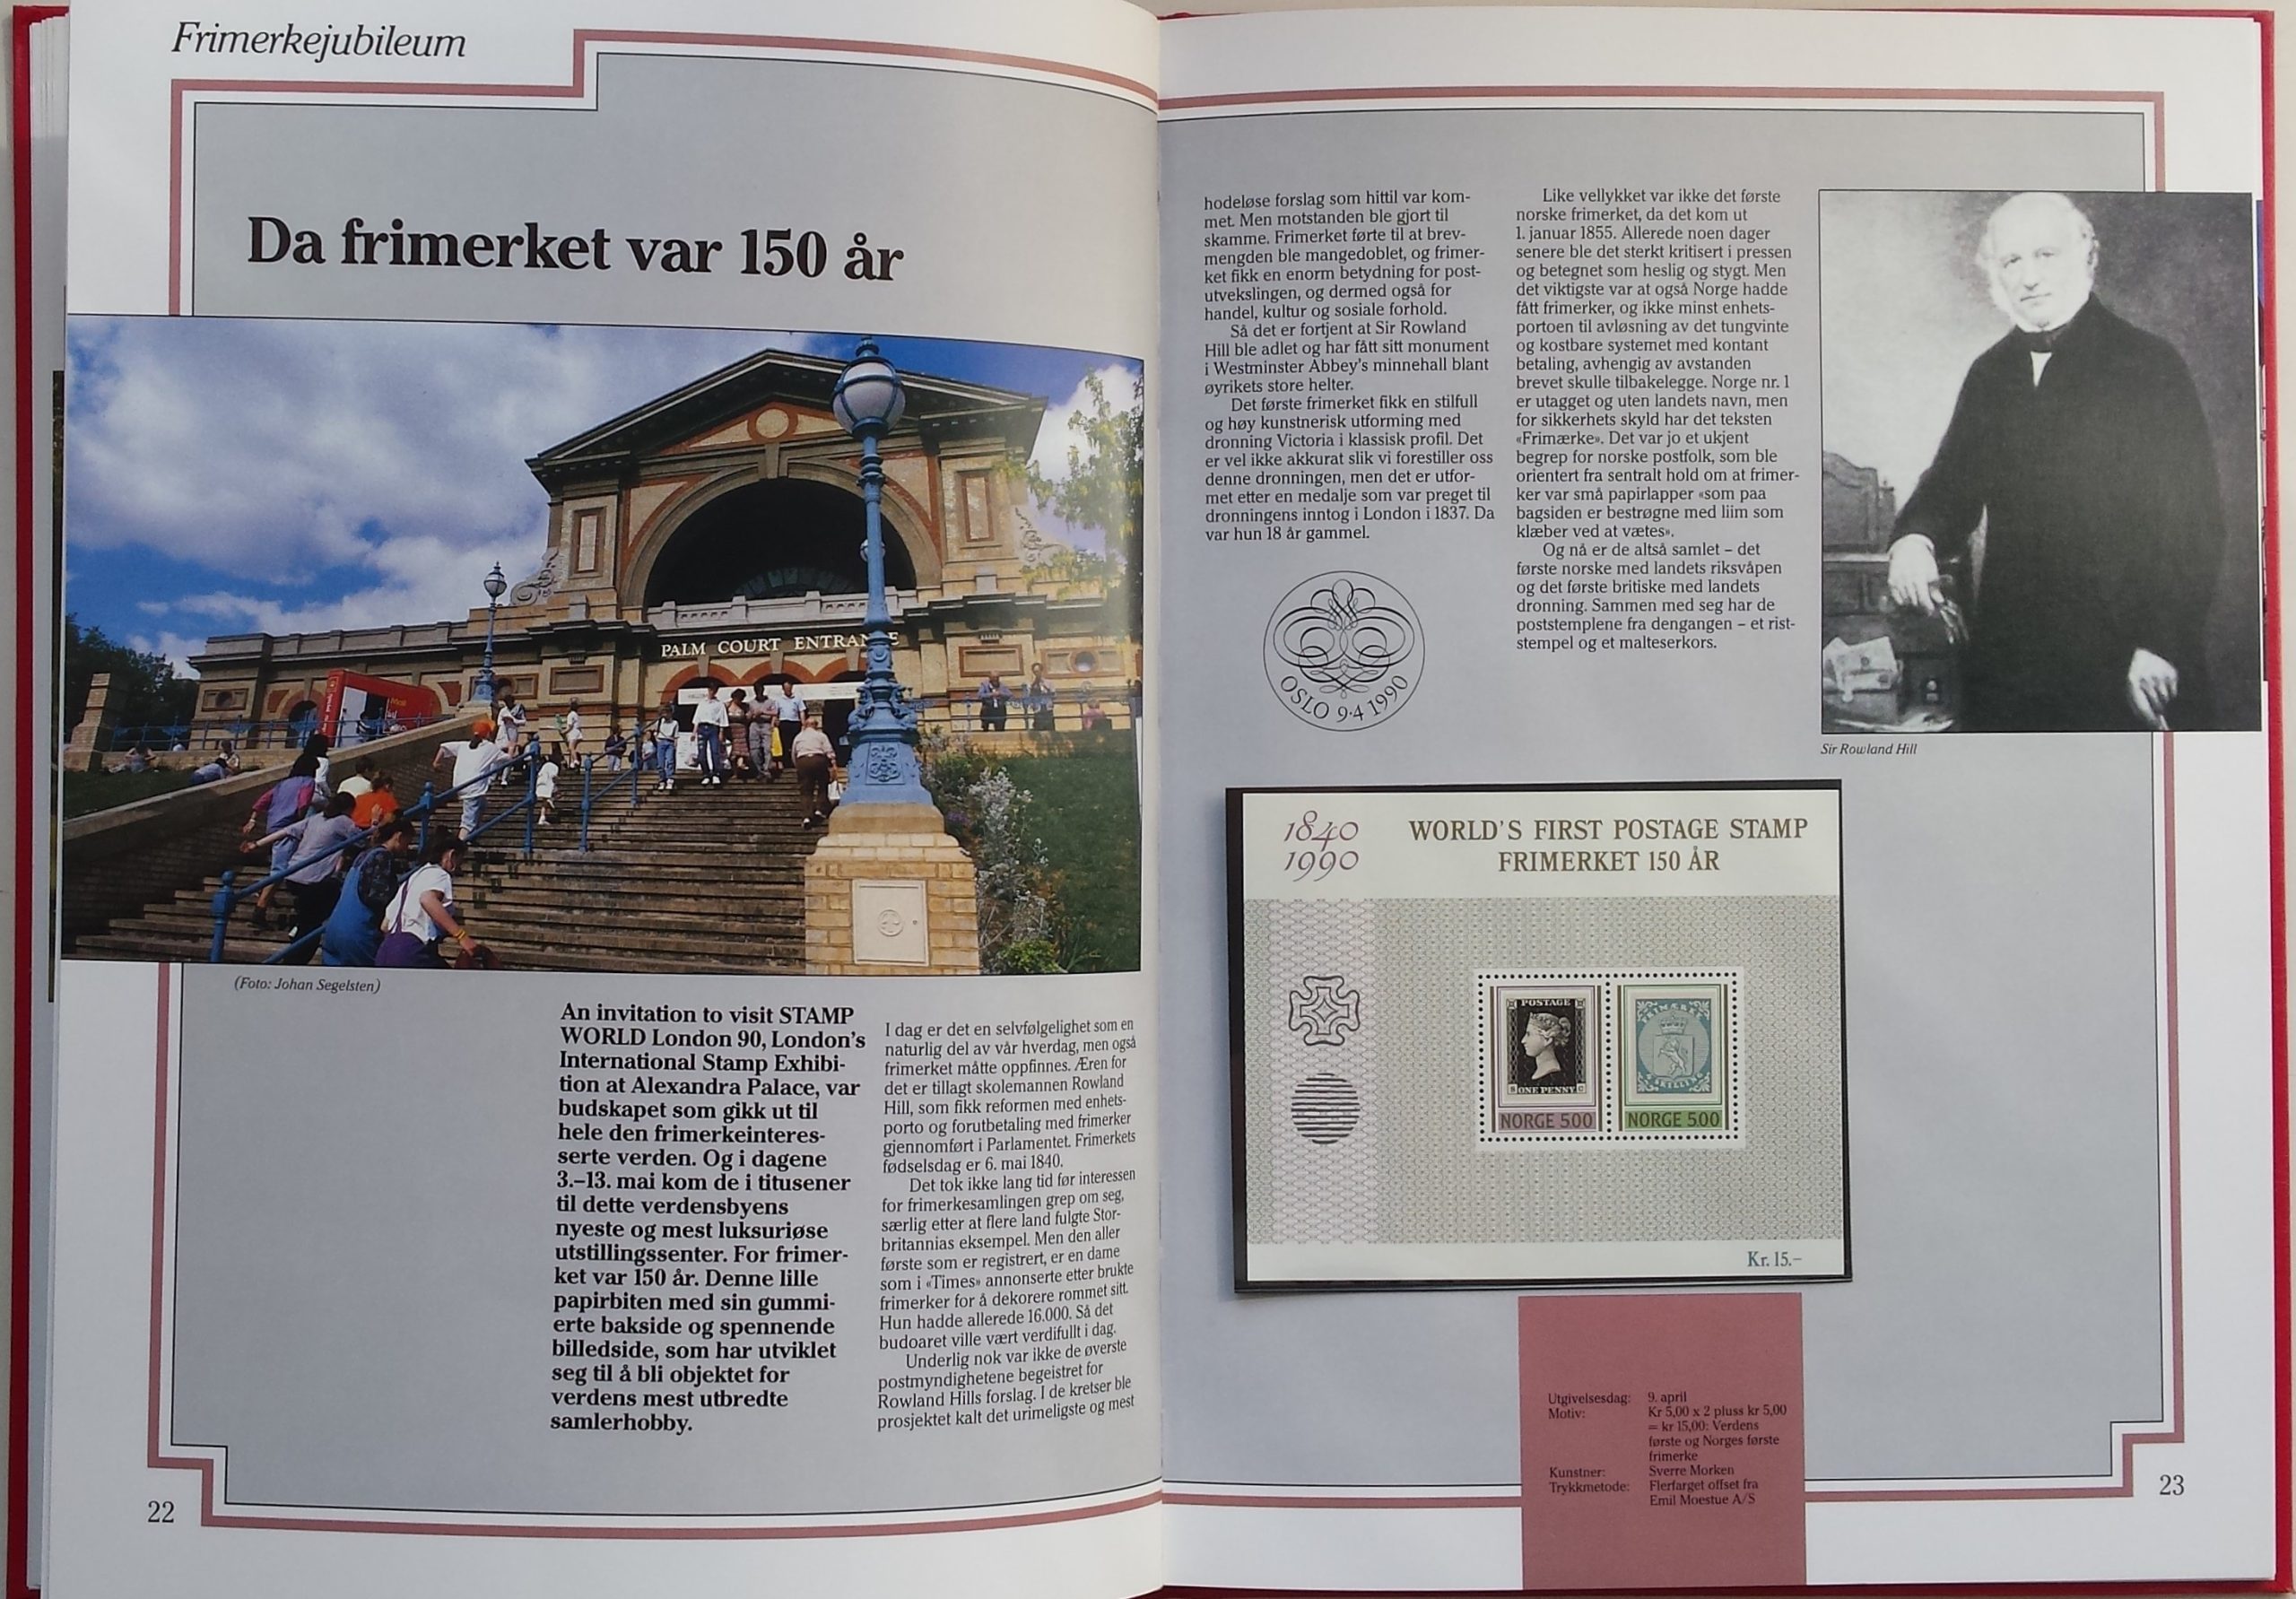 Frimerkejubileum
Da frimerket var 150 år
PALM COURT ENTRANCE
(Foto: Johan Segelsten)
An invitation to visit STAMP
WORLD London 90, London's
International Stamp Exhibi-
tion at Alexandra Palace, var
budskapet som gikk ut til
hele den frimerkeinteres-
serte verden. Og i dagene
3.–13. mai kom de i titusener
til dette verdensbyens
nyeste og mest luksuriøse
utstillingssenter. For frimer-
ket var 150 år. Denne lille
papirbiten med sin gummi-
erte bakside og spennende
billedside, som har utviklet
seg til å bli objektet for
verdens mest utbredte
samlerhobby.
I dag er det en selvfølgelighet som en
naturlig del av vår hverdag, men også
frimerket måtte oppfinnes. Æren for
det er tillagt skolemannen Rowland
Hill, som fikk reformen med enhets-
porto og forutbetaling med frimerker
gjennomført i Parlamentet. Frimerkets
fødselsdag er 6. mai 1840.
Det tok ikke lang tid før interessen
for frimerkesamlingen grep om seg,
særlig etter at flere land fulgte Stor-
britannias eksempel. Men den aller
første som er registrert, er en dame
som i «Times» annonserte etter brukte
frimerker for å dekorere rommet sitt.
Hun hadde allerede 16.000. Så det
budoaret ville vært verdifullt i dag.
Underlig nok var ikke de øverste
postmyndighetene begeistret for
Rowland Hills forslag. I de kretser ble
prosjektet kalt det urimeligste og mest
22
hodeløse forslag som hittil var kom-
met. Men motstanden ble gjort til
skamme. Frimerket førte til at brev-
mengden ble mangedoblet, og frimer-
ket fikk en enorm betydning for post-
utvekslingen, og dermed også for
handel, kultur og sosiale forhold.
Så det er fortjent at Sir Rowland
Hill ble adlet og har fått sitt monument
i Westminster Abbey's minnehall blant
øyrikets store helter.
Det første frimerket fikk en stilfull
og høy kunstnerisk utforming med
dronning Victoria i klassisk profil. Det
er vel ikke akkurat slik vi forestiller oss
denne dronningen, men det er utfor-
met etter en medalje som var preget til
dronningens inntog i London i 1837. Da
var hun 18 år gammel.
OSLO 9·4 1990
Like vellykket var ikke det første
norske frimerket, da det kom ut
1. januar 1855. Allerede noen dager
senere ble det sterkt kritisert i pressen
og betegnet som heslig og stygt. Men
det viktigste var at også Norge hadde
fått frimerker, og ikke minst enhets-
portoen til avløsning av det tungvinte
og kostbare systemet med kontant
betaling, avhengig av avstanden
brevet skulle tilbakelegge. Norge nr. 1
er utagget og uten landets navn, men
for sikkerhets skyld har det teksten
«Frimærke». Det var jo et ukjent
begrep for norske postfolk, som ble
orientert fra sentralt hold om at frimer-
ker var små papirlapper «som paa
bagsiden er bestrøgne med liim som
klæber ved at vætes».
Og nå er de altså samlet – det
første norske med landets riksvåpen
og det første britiske med landets
dronning. Sammen med seg har de
poststemplene fra dengangen – et rist-
stempel og et malteserkors.
Sir Rowland Hill
1840
1990
WORLD'S FIRST POSTAGE STAMP
FRIMERKET 150 ÅR
POSTAGE
ONE PENNY
NORGE 5.00
FRIMÆRKE
4 SKILLING
NORGE 5.00
Kr. 15.–
Utgivelsesdag: 9. april
Motiv: Kr 5,00 x 2 pluss kr 5,00
= kr 15,00: Verdens
første og Norges første
frimerke
Kunstner: Sverre Morken
Trykkmetode: Flerfarget offset fra
Emil Moestue A/S
23